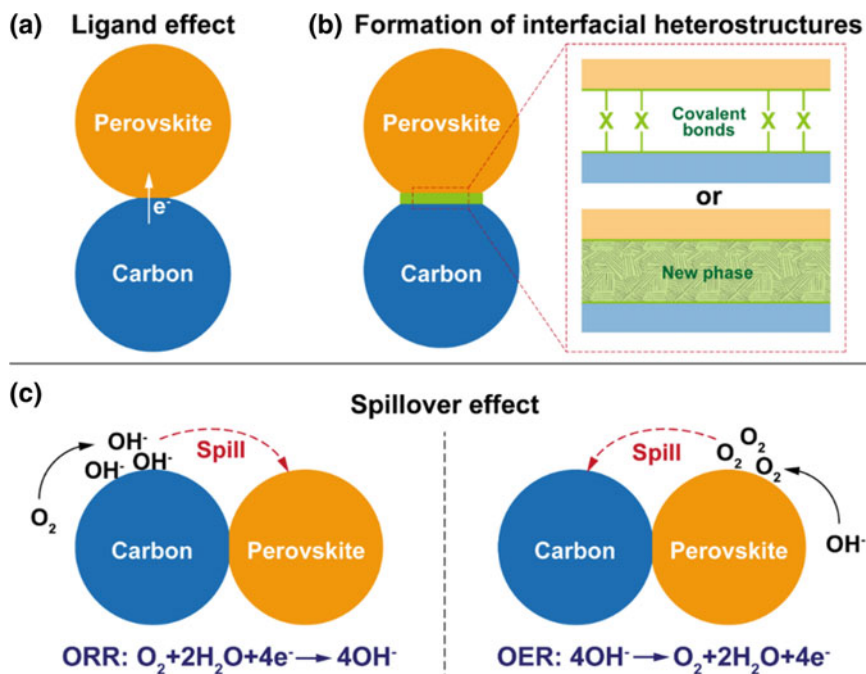 (a) Ligand effect
Perovskite
e⁻
Carbon
(b) Formation of interfacial heterostructures
Perovskite
Carbon
X X Covalent bonds X X
or
New phase
(c)
Spillover effect
OH⁻
OH⁻ OH⁻
Spill
O₂
Carbon
Perovskite
ORR: O₂+2H₂O+4e⁻→4OH⁻
Spill
O₂ O₂
O₂
Carbon
Perovskite
OH⁻
OER: 4OH⁻→O₂+2H₂O+4e⁻